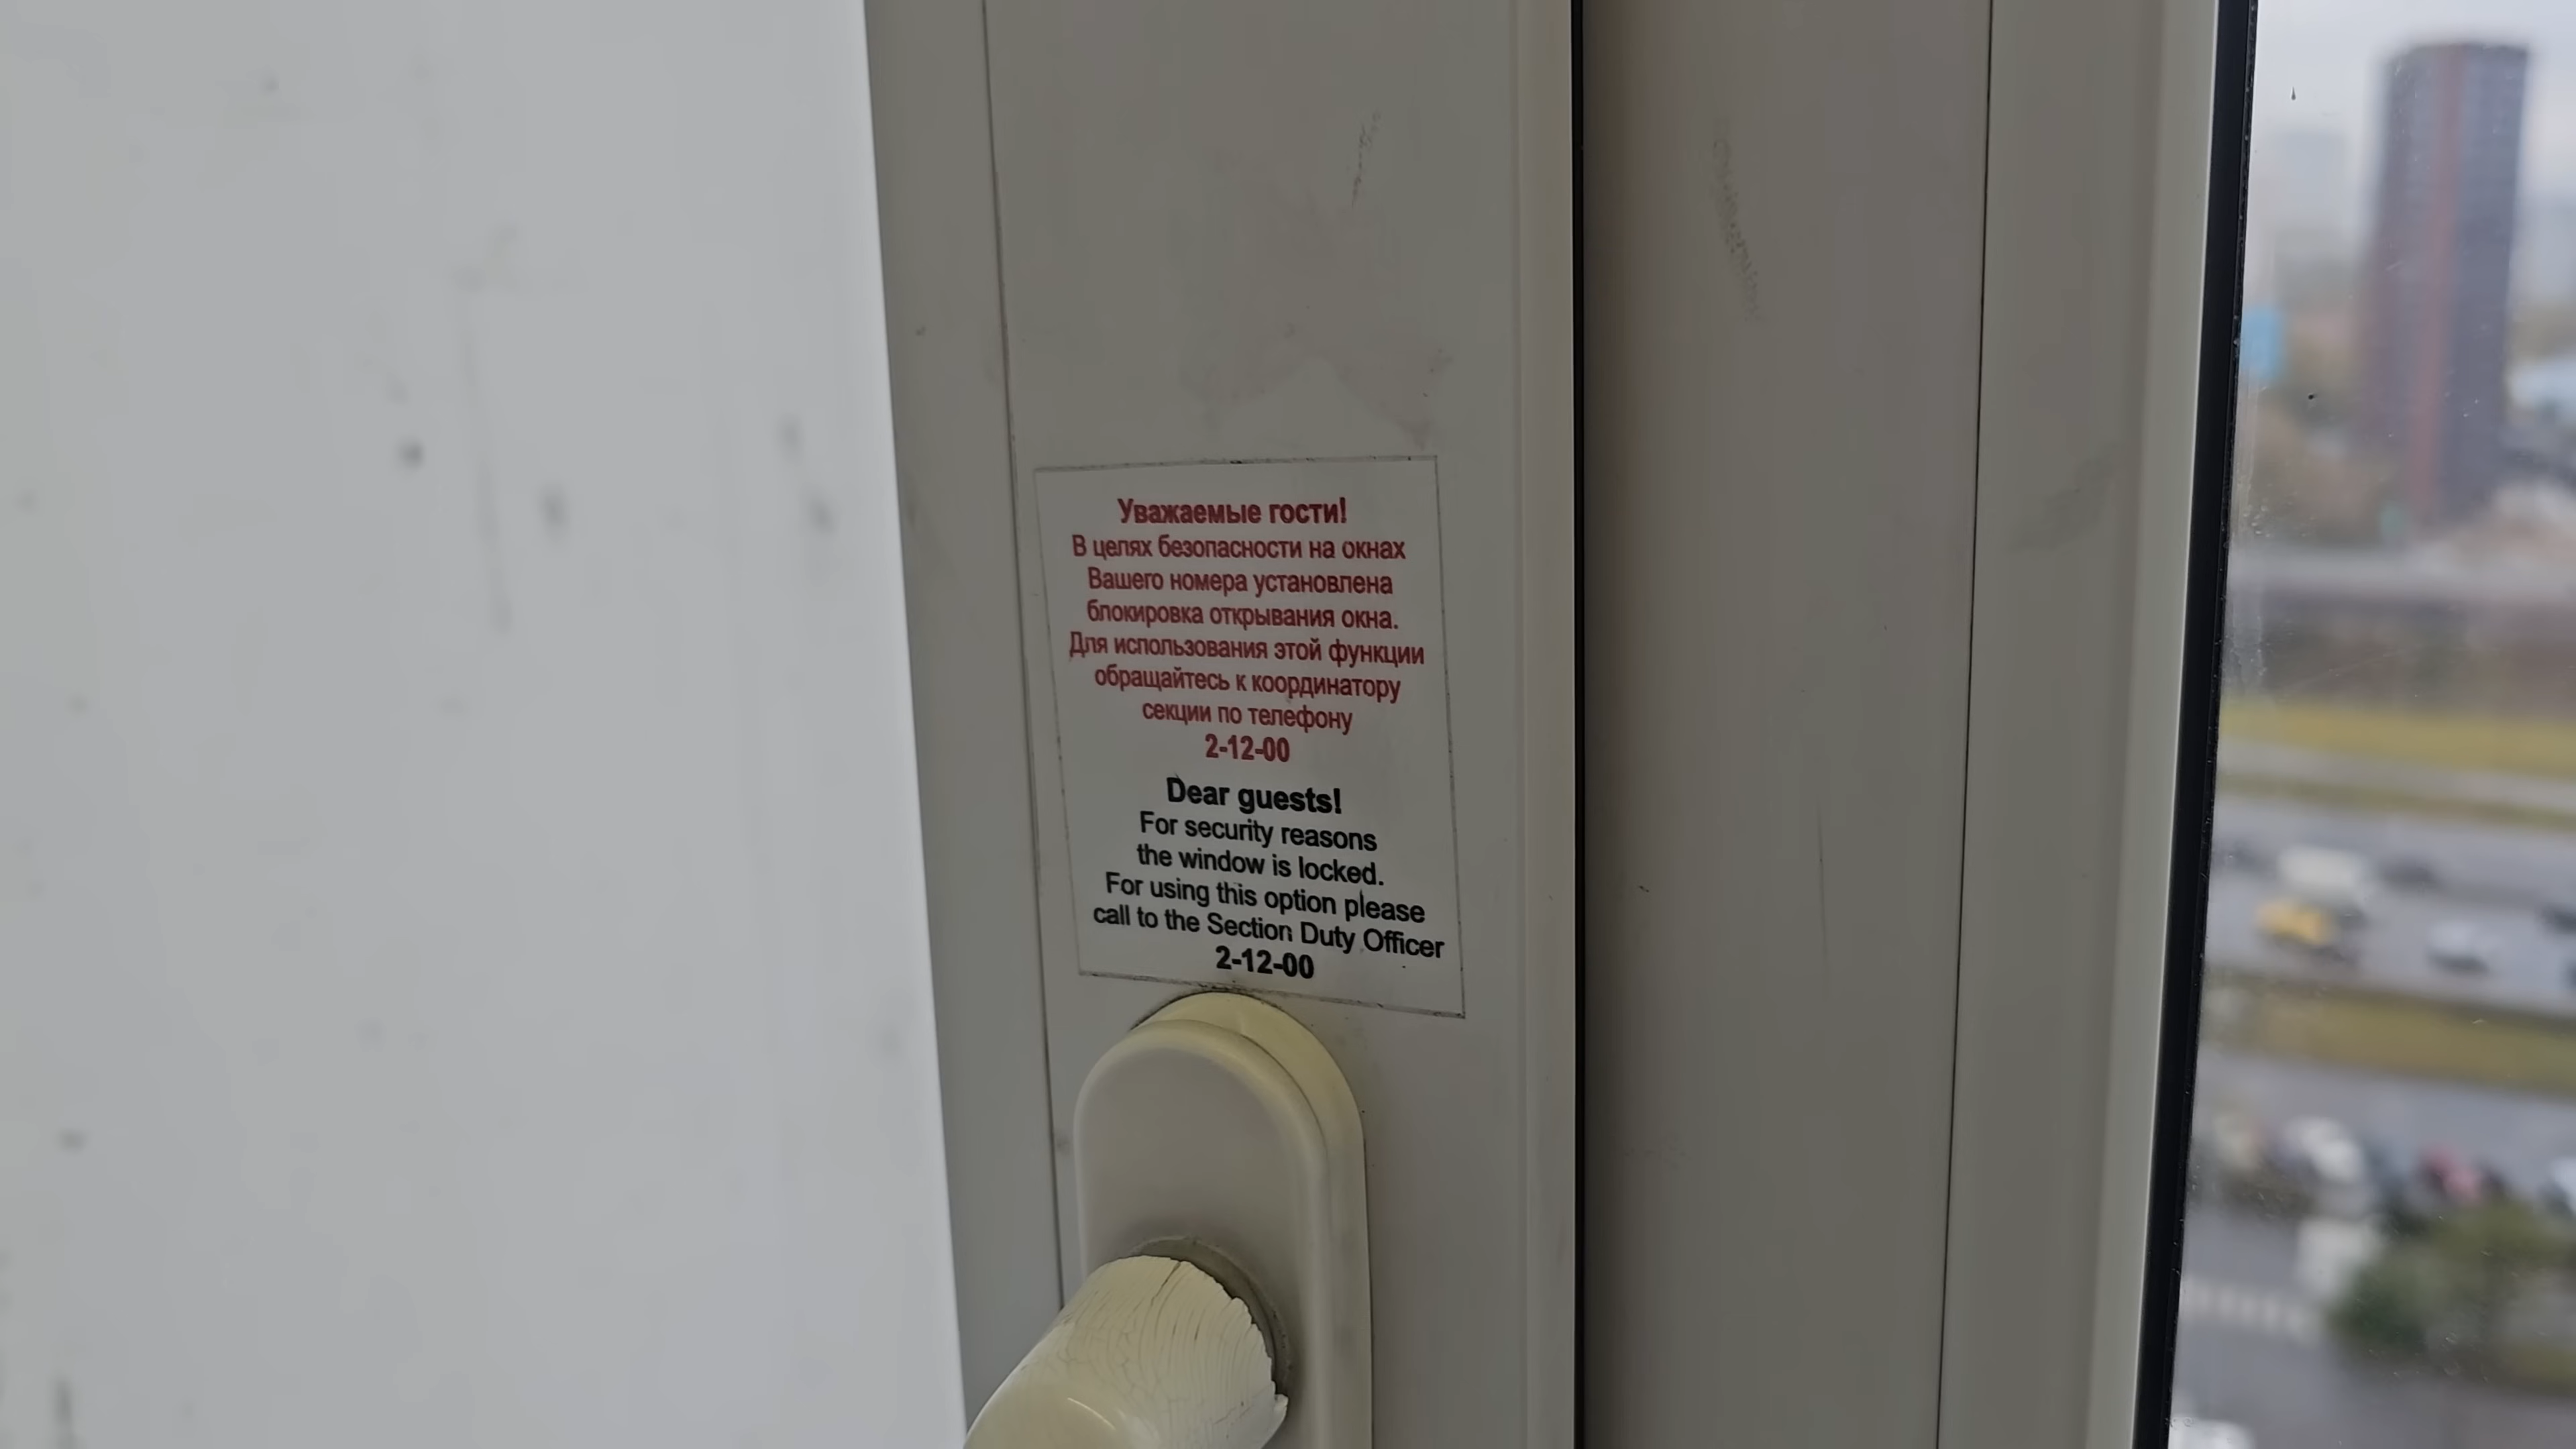 Уважаемые гости!
В целях безопасности на окнах
Вашего номера установлена
блокировка открывания окна.
Для использования этой функции
обращайтесь к координатору
секции по телефону
2-12-00
Dear guests!
For security reasons
the window is locked.
For using this option please
call to the Section Duty Officer
2-12-00